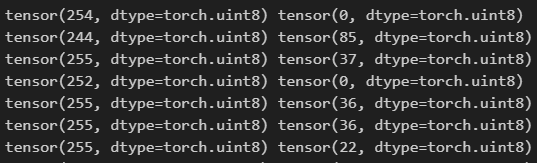 tensor(254, dtype=torch.uint8) tensor(0, dtype=torch.uint8)
tensor(244, dtype=torch.uint8) tensor(85, dtype=torch.uint8)
tensor(255, dtype=torch.uint8) tensor(37, dtype=torch.uint8)
tensor(252, dtype=torch.uint8) tensor(0, dtype=torch.uint8)
tensor(255, dtype=torch.uint8) tensor(36, dtype=torch.uint8)
tensor(255, dtype=torch.uint8) tensor(36, dtype=torch.uint8)
tensor(255, dtype=torch.uint8) tensor(22, dtype=torch.uint8)